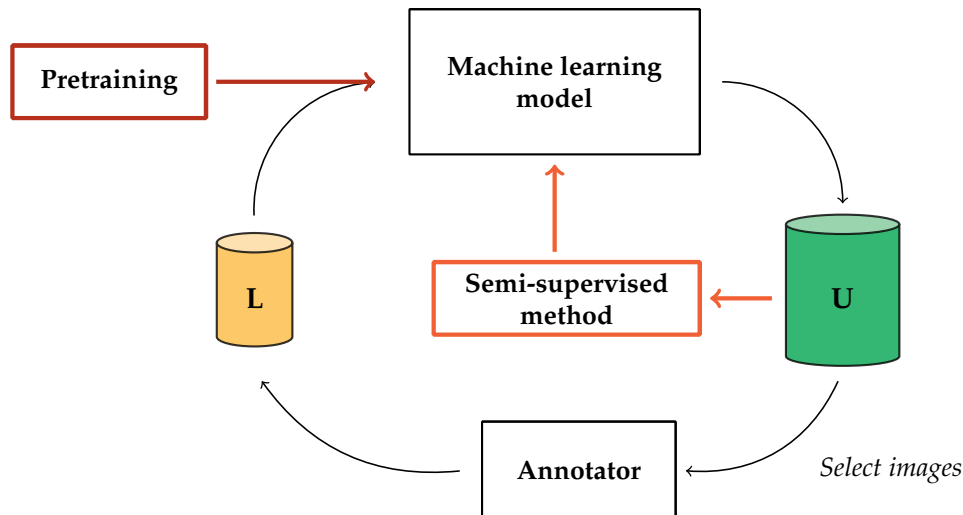 Pretraining
Machine learning
model
L
Semi-supervised
method
U
Annotator
Select images